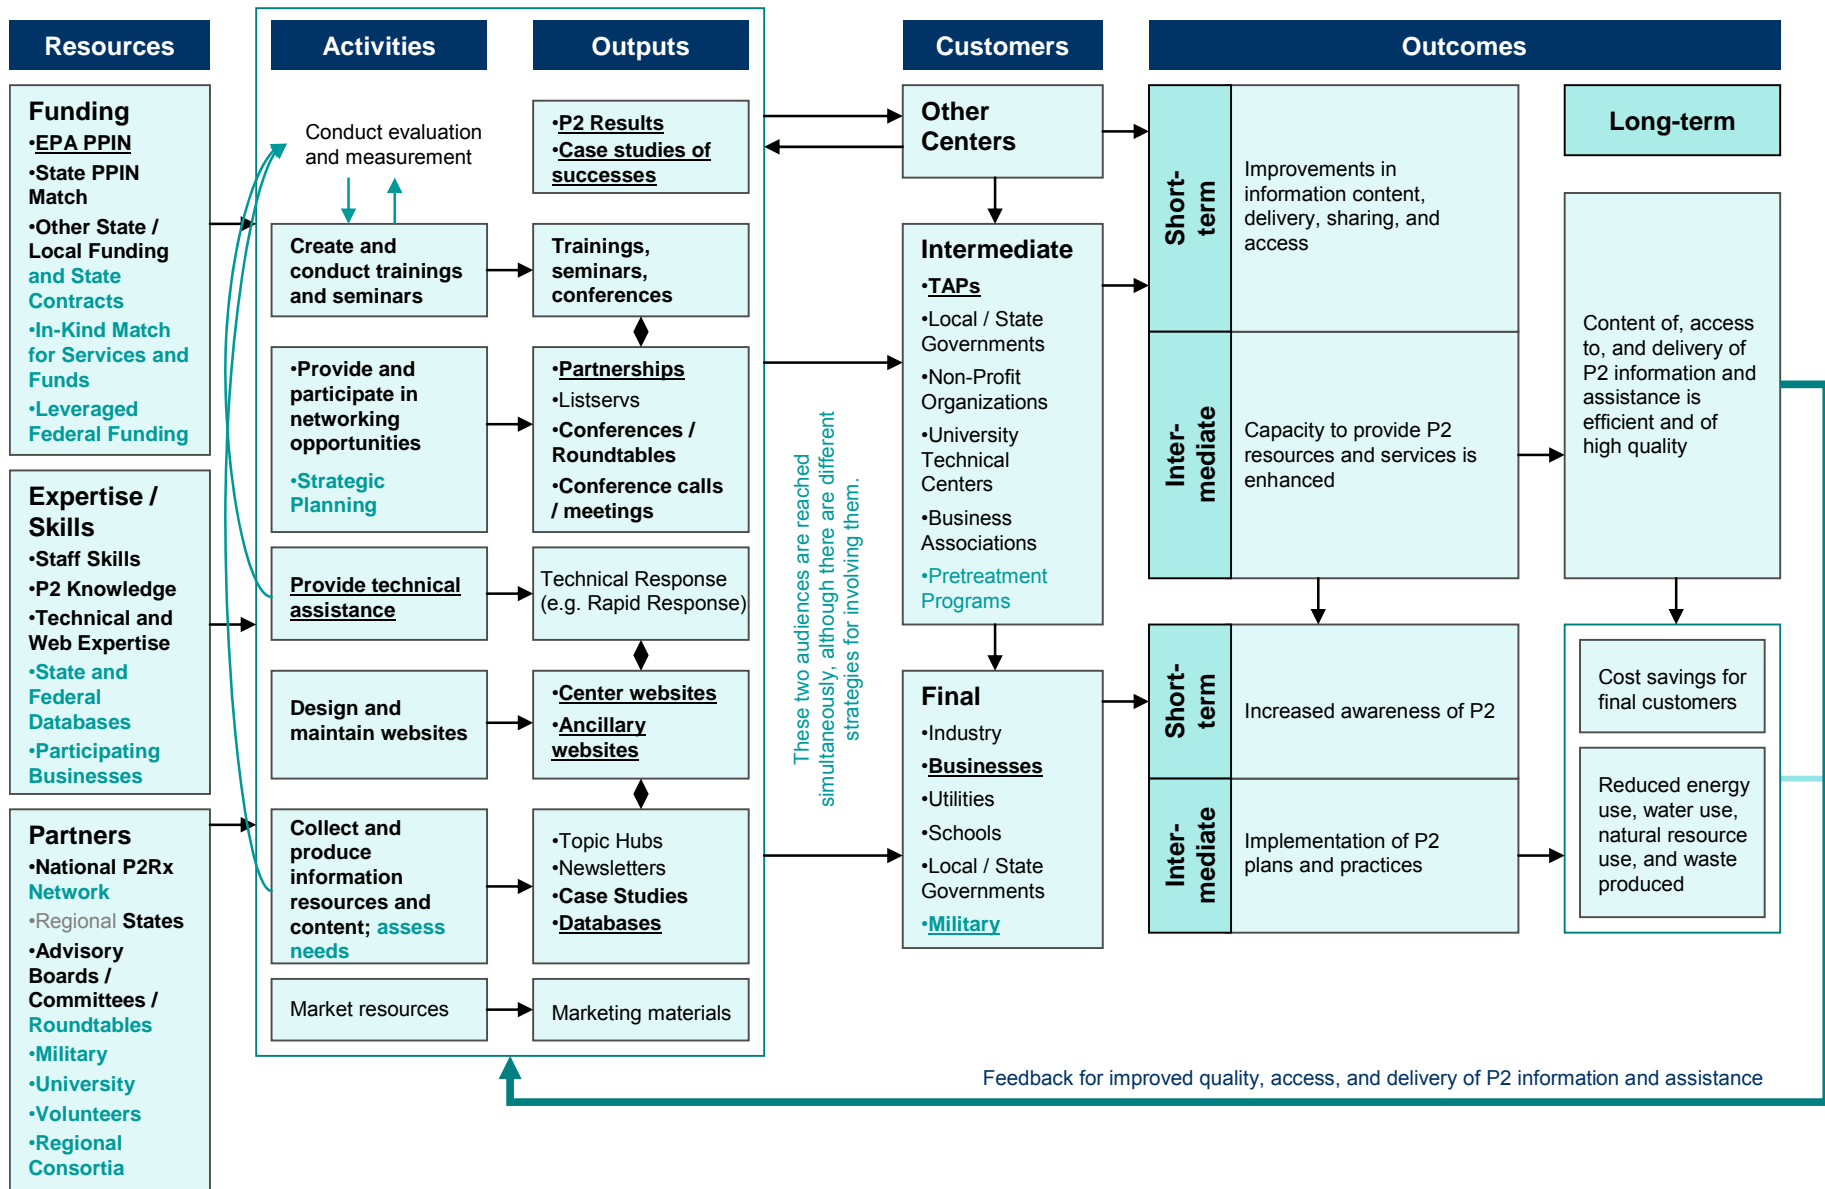 Resources
Activities
Outputs
Customers
Outcomes
Funding
•EPA PPIN
•State PPIN
Match
•Other State /
Local Funding
and State
Contracts
•In-Kind Match
for Services and
Funds
•Leveraged
Federal Funding
Expertise /
Skills
•Staff Skills
•P2 Knowledge
•Technical and
Web Expertise
•State and
Federal
Databases
•Participating
Businesses
Partners
•National P2Rx
Network
•Regional States
•Advisory
Boards /
Committees /
Roundtables
•Military
•University
•Volunteers
•Regional
Consortia
Conduct evaluation
and measurement
Create and
conduct trainings
and seminars
•Provide and
participate in
networking
opportunities
•Strategic
Planning
Provide technical
assistance
Design and
maintain websites
Collect and
produce
information
resources and
content; assess
needs
Market resources
•P2 Results
•Case studies of
successes
Trainings,
seminars,
conferences
•Partnerships
•Listservs
•Conferences /
Roundtables
•Conference calls
/ meetings
Technical Response
(e.g. Rapid Response)
•Center websites
•Ancillary
websites
•Topic Hubs
•Newsletters
•Case Studies
•Databases
Marketing materials
These two audiences are reached
simultaneously, although there are different
strategies for involving them.
Other
Centers
Intermediate
•TAPs
•Local / State
Governments
•Non-Profit
Organizations
•University
Technical
Centers
•Business
Associations
•Pretreatment
Programs
Final
•Industry
•Businesses
•Utilities
•Schools
•Local / State
Governments
•Military
Short-
term
Improvements in
information content,
delivery, sharing, and
access
Inter-
mediate
Capacity to provide P2
resources and services is
enhanced
Short-
term
Increased awareness of P2
Inter-
mediate
Implementation of P2
plans and practices
Long-term
Content of, access
to, and delivery of
P2 information and
assistance is
efficient and of
high quality
Cost savings for
final customers
Reduced energy
use, water use,
natural resource
use, and waste
produced
Feedback for improved quality, access, and delivery of P2 information and assistance